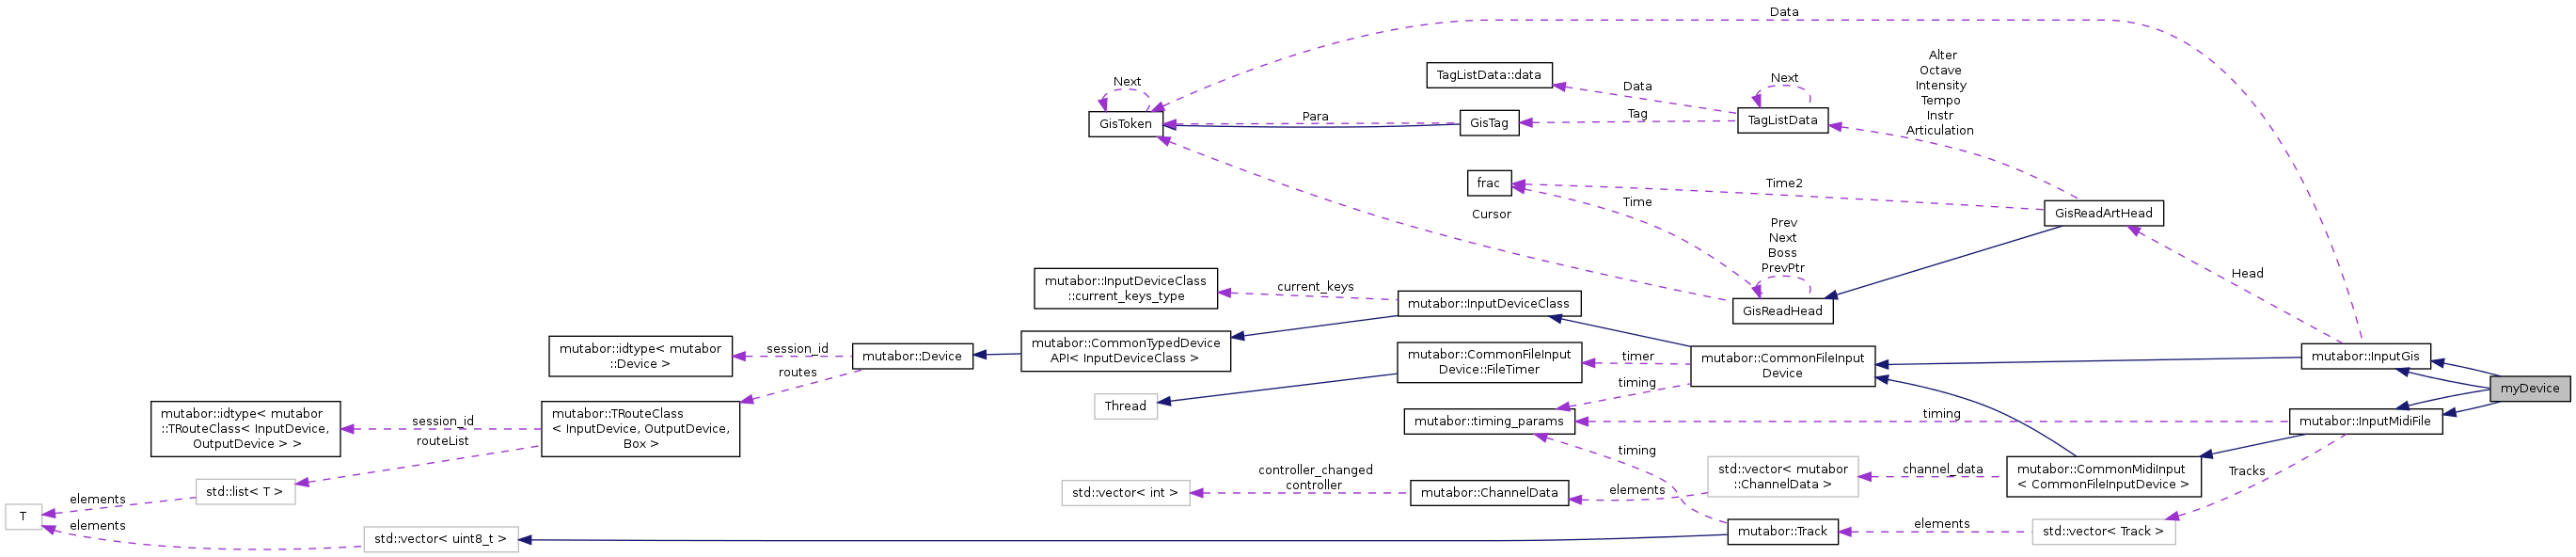 Data
Alter
Octave
Intensity
Tempo
Instr
Articulation
TagListData::data
Data
Next
Next
GisToken
Para
GisTag
Tag
TagListData
frac
Time2
Time
Cursor
GisReadArtHead
Prev
Next
Boss
PrevPtr
Head
GisReadHead
mutabor::InputDeviceClass
::current_keys_type
current_keys
mutabor::InputDeviceClass
mutabor::idtype< mutabor
::Device >
session_id
routes
mutabor::Device
mutabor::CommonTypedDevice
API< InputDeviceClass >
mutabor::CommonFileInput
Device::FileTimer
timer
timing
mutabor::CommonFileInput
Device
mutabor::InputGis
myDevice
Thread
mutabor::idtype< mutabor
::TRouteClass< InputDevice,
OutputDevice > >
session_id
routeList
mutabor::TRouteClass
< InputDevice, OutputDevice,
Box >
mutabor::timing_params
timing
timing
mutabor::InputMidiFile
T
elements
elements
std::list< T >
std::vector< int >
controller_changed
controller
mutabor::ChannelData
elements
std::vector< mutabor
::ChannelData >
channel_data
mutabor::CommonMidiInput
< CommonFileInputDevice >
Tracks
std::vector< uint8_t >
mutabor::Track
elements
std::vector< Track >